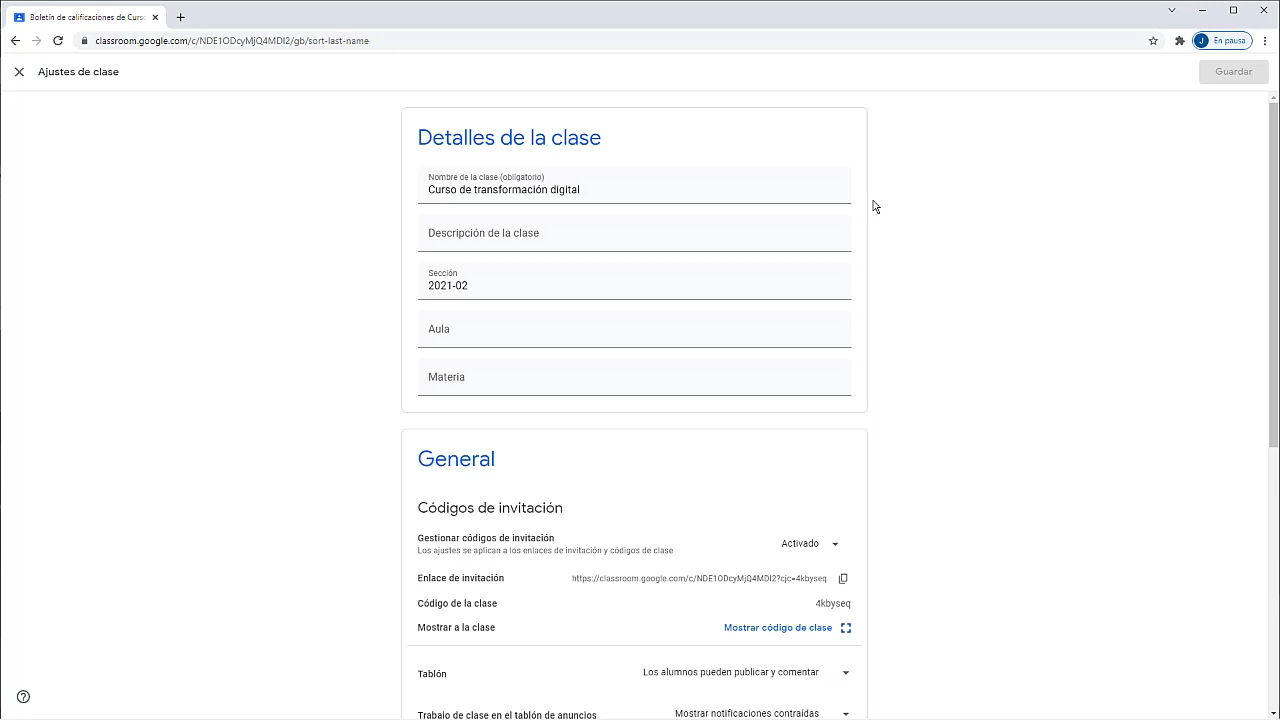 Boletín de calificaciones de Curso
classroom.google.com/c/NDE1ODcyMjQ4MDI2/gb/sort-last-name
J En pausa
Ajustes de clase
Guardar
Detalles de la clase
Nombre de la clase (obligatorio)
Curso de transformación digital
Descripción de la clase
Sección
2021-02
Aula
Materia
General
Códigos de invitación
Gestionar códigos de invitación
Activado
Los ajustes se aplican a los enlaces de invitación y códigos de clase
Enlace de invitación
https://classroom.google.com/c/NDE1ODcyMjQ4MDI2?cjc=4kbyseq
Código de la clase
4kbyseq
Mostrar a la clase
Mostrar código de clase
Tablón
Los alumnos pueden publicar y comentar
Trabajo de clase en el tablón de anuncios
Mostrar notificaciones contraídas